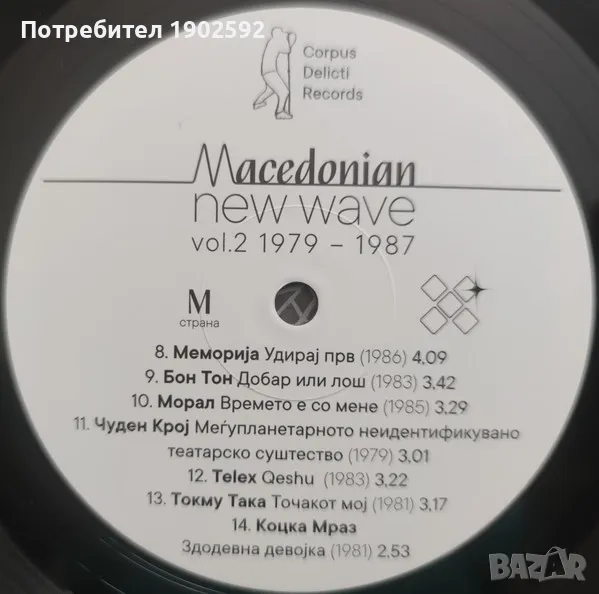 Потребител 1902592
Corpus
Delicti
Records
Macedonian
new wave
vol.2 1979 – 1987
M
страна
8. Меморија Удирај прв (1986) 4,09
9. Бон Тон Добар или лош (1983) 3,42
10. Морал Времето е со мене (1985) 3,29
11. Чуден Крој Меѓупланетарното неидентификувано
театарско суштество (1979) 3,01
12. Telex Qeshu (1983) 3,22
13. Токму Така Точакот мој (1981) 3,17
14. Коцка Мраз
Здодевна девојка (1981) 2,53
BAZAR